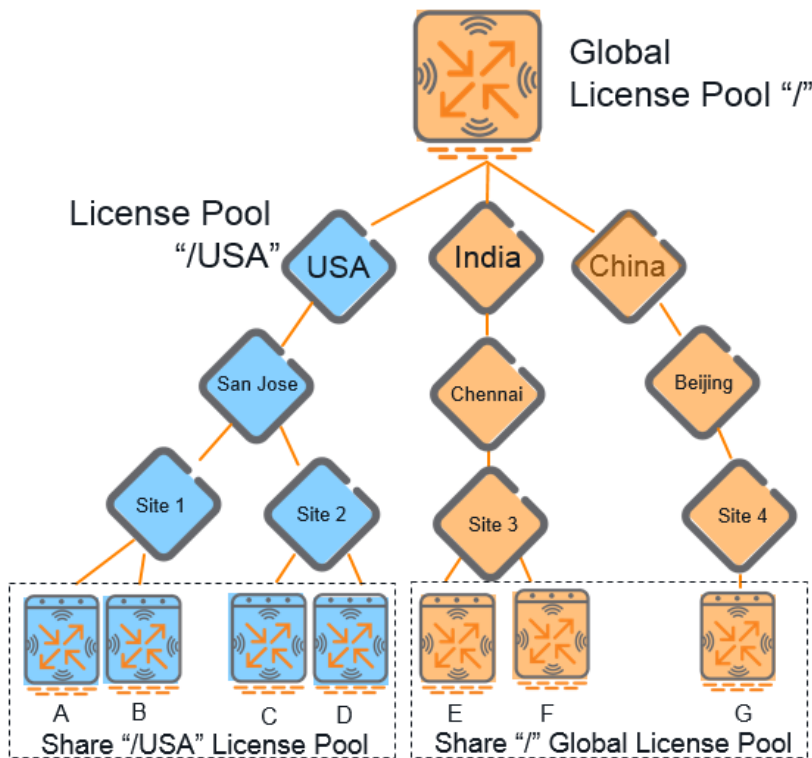 Global
License Pool “/”
License Pool
“/USA”
USA
India
China
San Jose
Chennai
Beijing
Site 1
Site 2
Site 3
Site 4
A
B
C
D
E
F
G
Share “/USA” License Pool
Share “/” Global License Pool